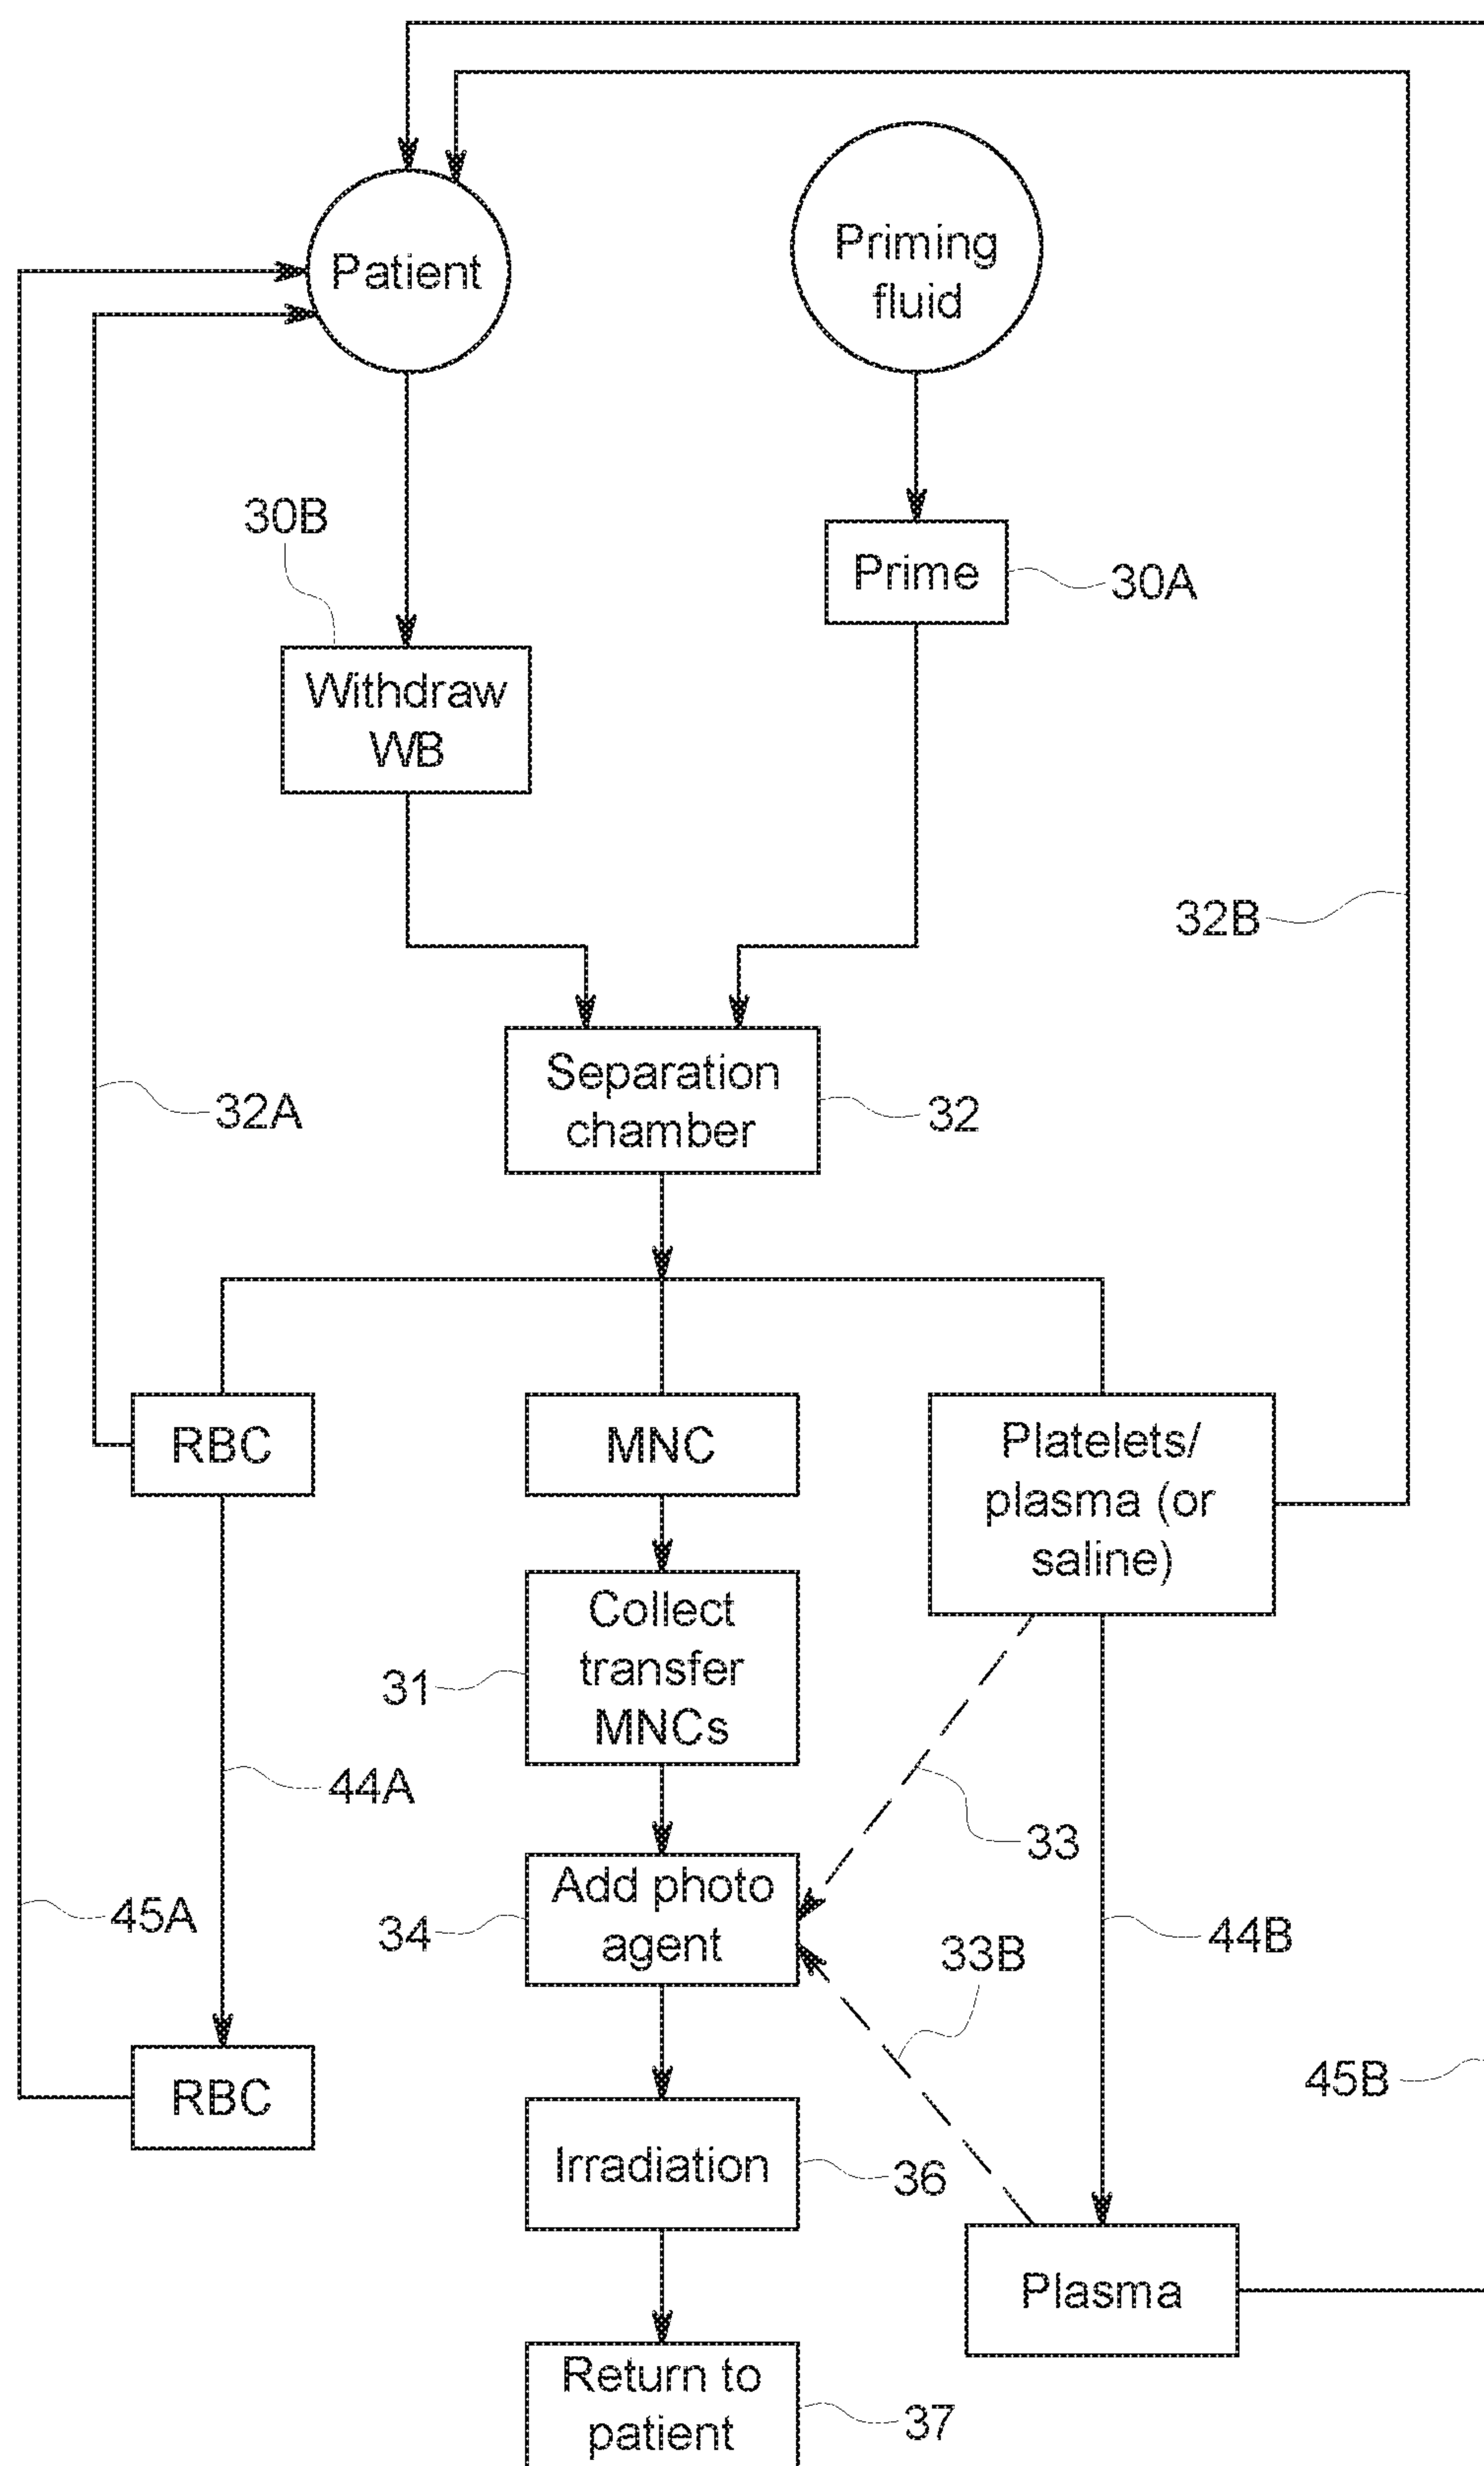 Patient
Priming
fluid
30B
Prime
30A
Withdraw
WB
32B
Separation
chamber
32
32A
RBC
MNC
Platelets/
plasma (or
saline)
Collect
transfer
MNCs
31
44A
33
Add photo
agent
34
45A
44B
33B
RBC
45B
Irradiation
36
Plasma
Return to
patient
37